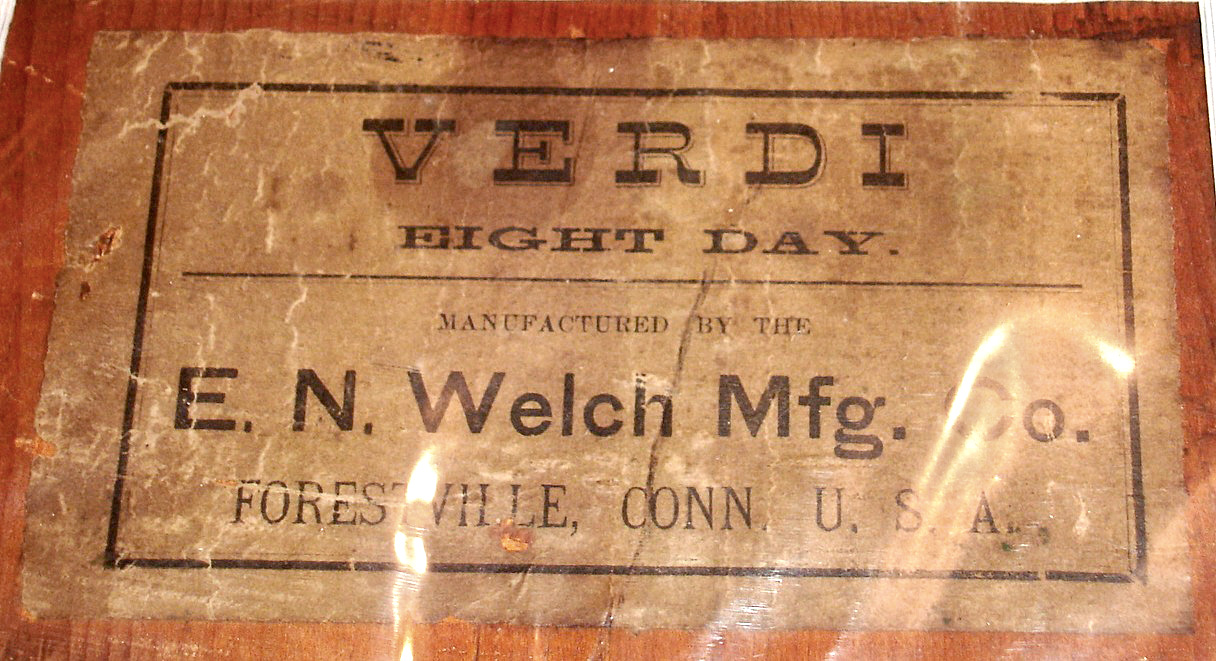 VERDI
EIGHT DAY.
MANUFACTURED BY THE
E. N. Welch Mfg. Co.
FORESTVILLE, CONN. U. S. A.